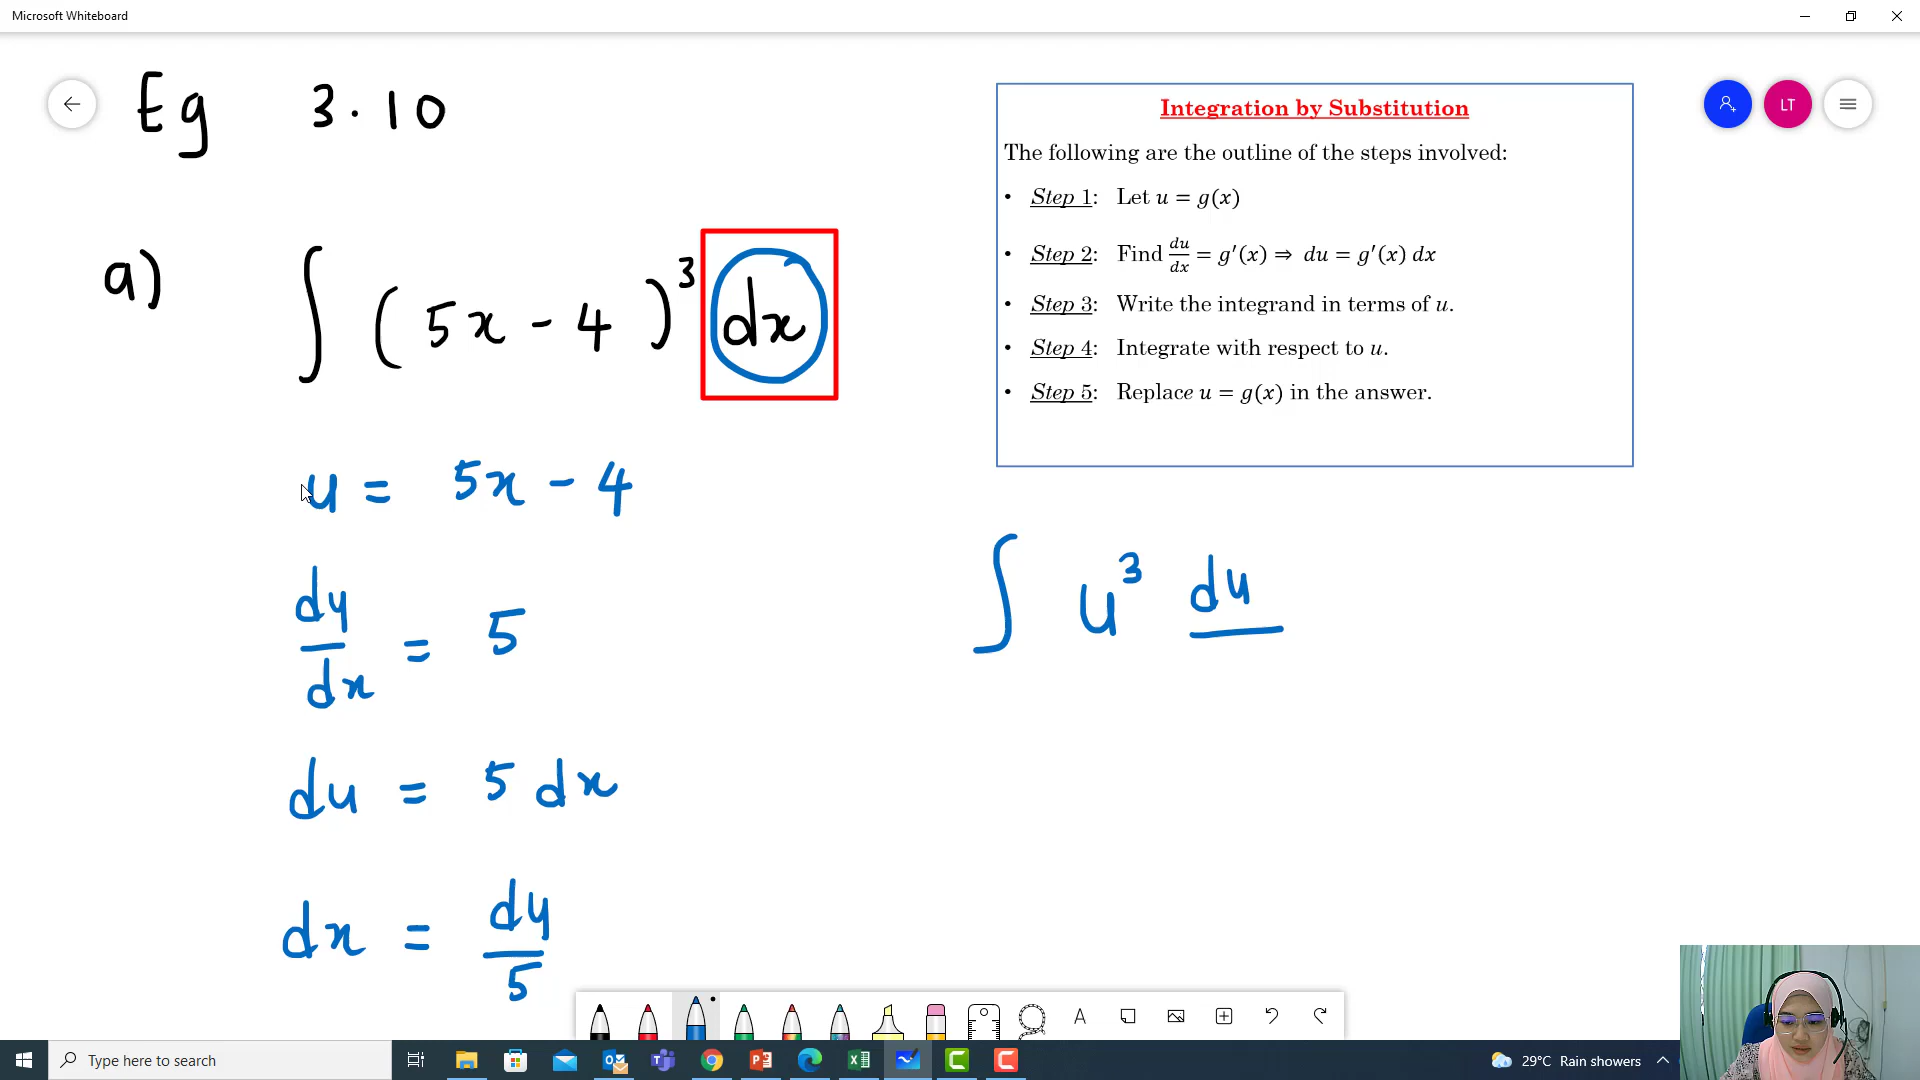 Microsoft Whiteboard
Eg 3.10
a) ∫ (5x - 4)³ dx
u = 5x - 4
du/dx = 5
du = 5 dx
dx = du/5
Integration by Substitution
The following are the outline of the steps involved:
• Step 1: Let u = g(x)
• Step 2: Find du/dx = g′(x) ⇒ du = g′(x) dx
• Step 3: Write the integrand in terms of u.
• Step 4: Integrate with respect to u.
• Step 5: Replace u = g(x) in the answer.
∫ u³ du
LT
A
Type here to search
29°C Rain showers